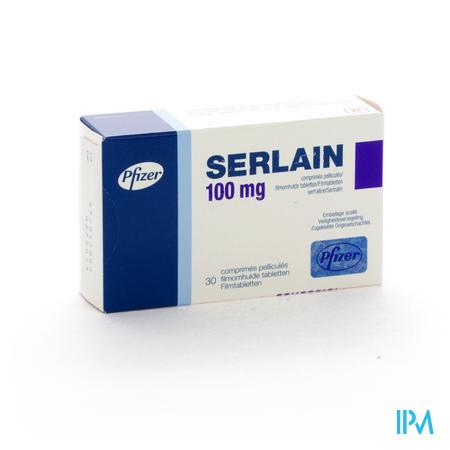 Pfizer
SERLAIN
100 mg
comprimés pelliculés/
filmomhulde tabletten/Filmtabletten
sertraline/Sertralin
Emballage scellé
Veiligheidsverzegeling
Zugeklebte Originalschachtel
Pfizer
30 comprimés pelliculés
filmomhulde tabletten
Filmtabletten
IPM